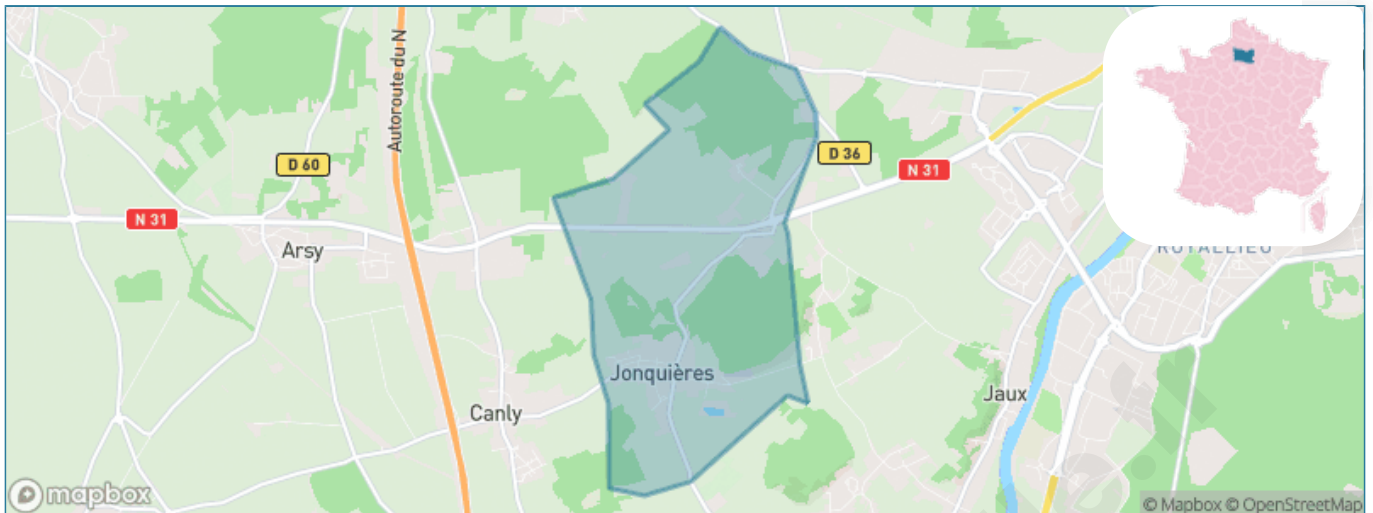 Autoroute du N
D 60
D 36
N 31
N 31
Arsy
ROYALLIEU
Jonquières
Canly
Jaux
mapbox
© Mapbox © OpenStreetMap